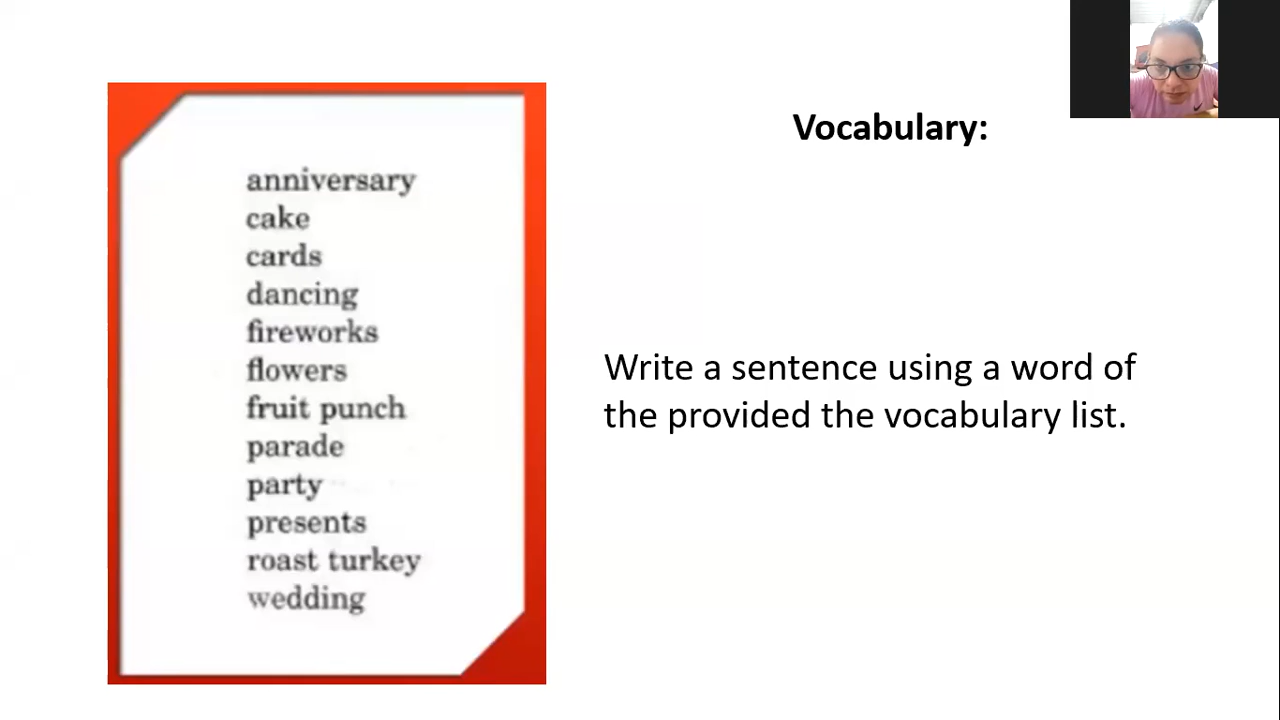 Vocabulary:
anniversary
cake
cards
dancing
fireworks
flowers
fruit punch
parade
party
presents
roast turkey
wedding
Write a sentence using a word of
the provided the vocabulary list.